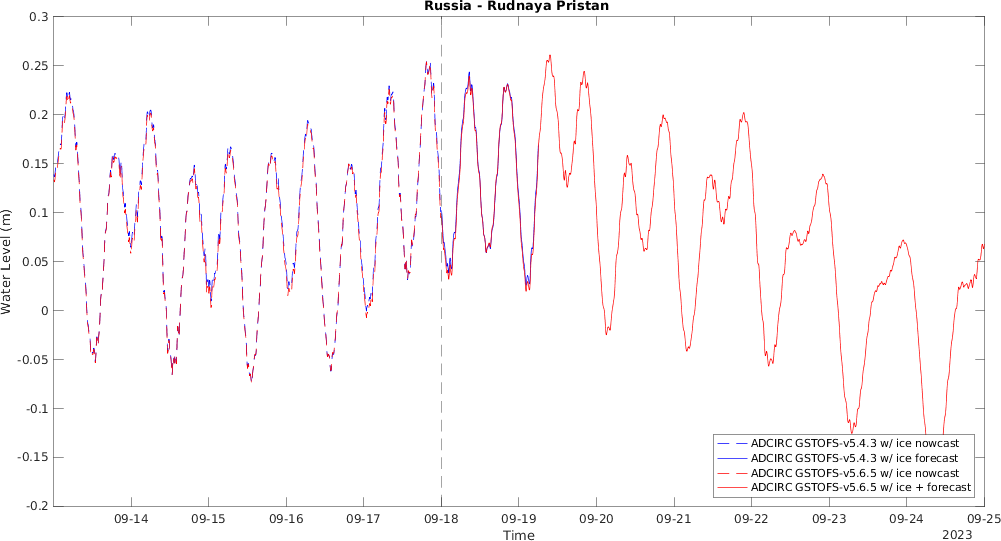 Russia - Rudnaya Pristan
0.3
0.25
0.2
0.15
0.1
0.05
0
-0.05
-0.1
-0.15
-0.2
Water Level (m)
ADCIRC GSTOFS-v5.4.3 w/ ice nowcast
ADCIRC GSTOFS-v5.4.3 w/ ice forecast
ADCIRC GSTOFS-v5.6.5 w/ ice nowcast
ADCIRC GSTOFS-v5.6.5 w/ ice + forecast
09-14 09-15 09-16 09-17 09-18 09-19 09-20 09-21 09-22 09-23 09-24 09-25
Time
2023